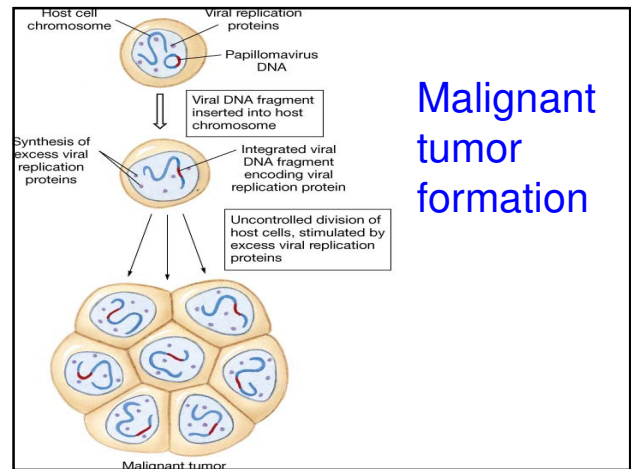 Host cell
chromosome
Viral replication
proteins
Papillomavirus
DNA
Viral DNA fragment
inserted into host
chromosome
Synthesis of
excess viral
replication
proteins
Integrated viral
DNA fragment
encoding viral
replication protein
Uncontrolled division of
host cells, stimulated by
excess viral replication
proteins
Malignant tumor
Malignant
tumor
formation